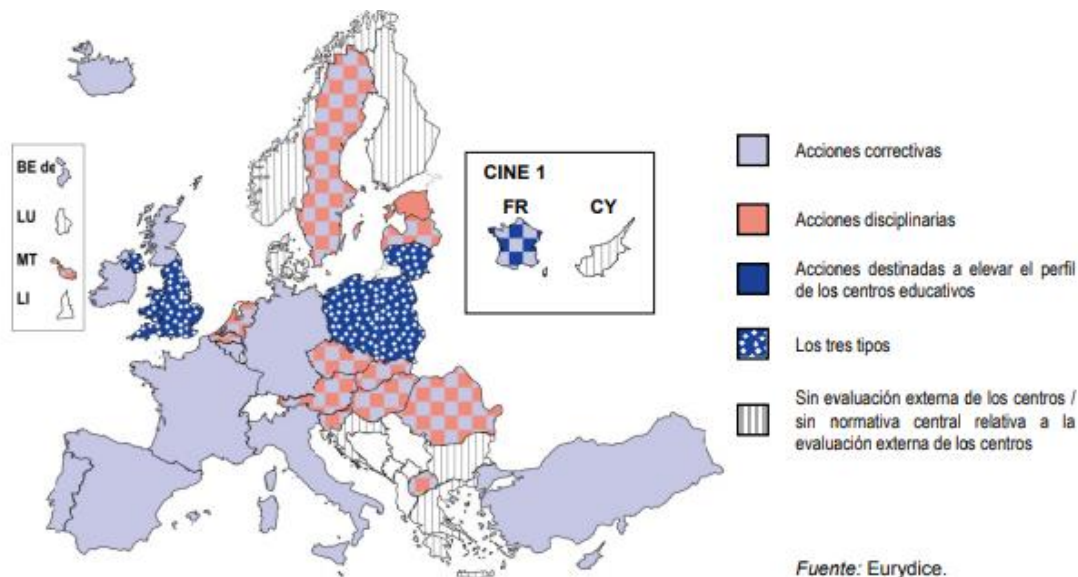 BE de
LU
MT
LI
CINE 1
FR CY
Acciones correctivas
Acciones disciplinarias
Acciones destinadas a elevar el perfil
de los centros educativos
Los tres tipos
Sin evaluación externa de los centros /
sin normativa central relativa a la
evaluación externa de los centros
Fuente: Eurydice.